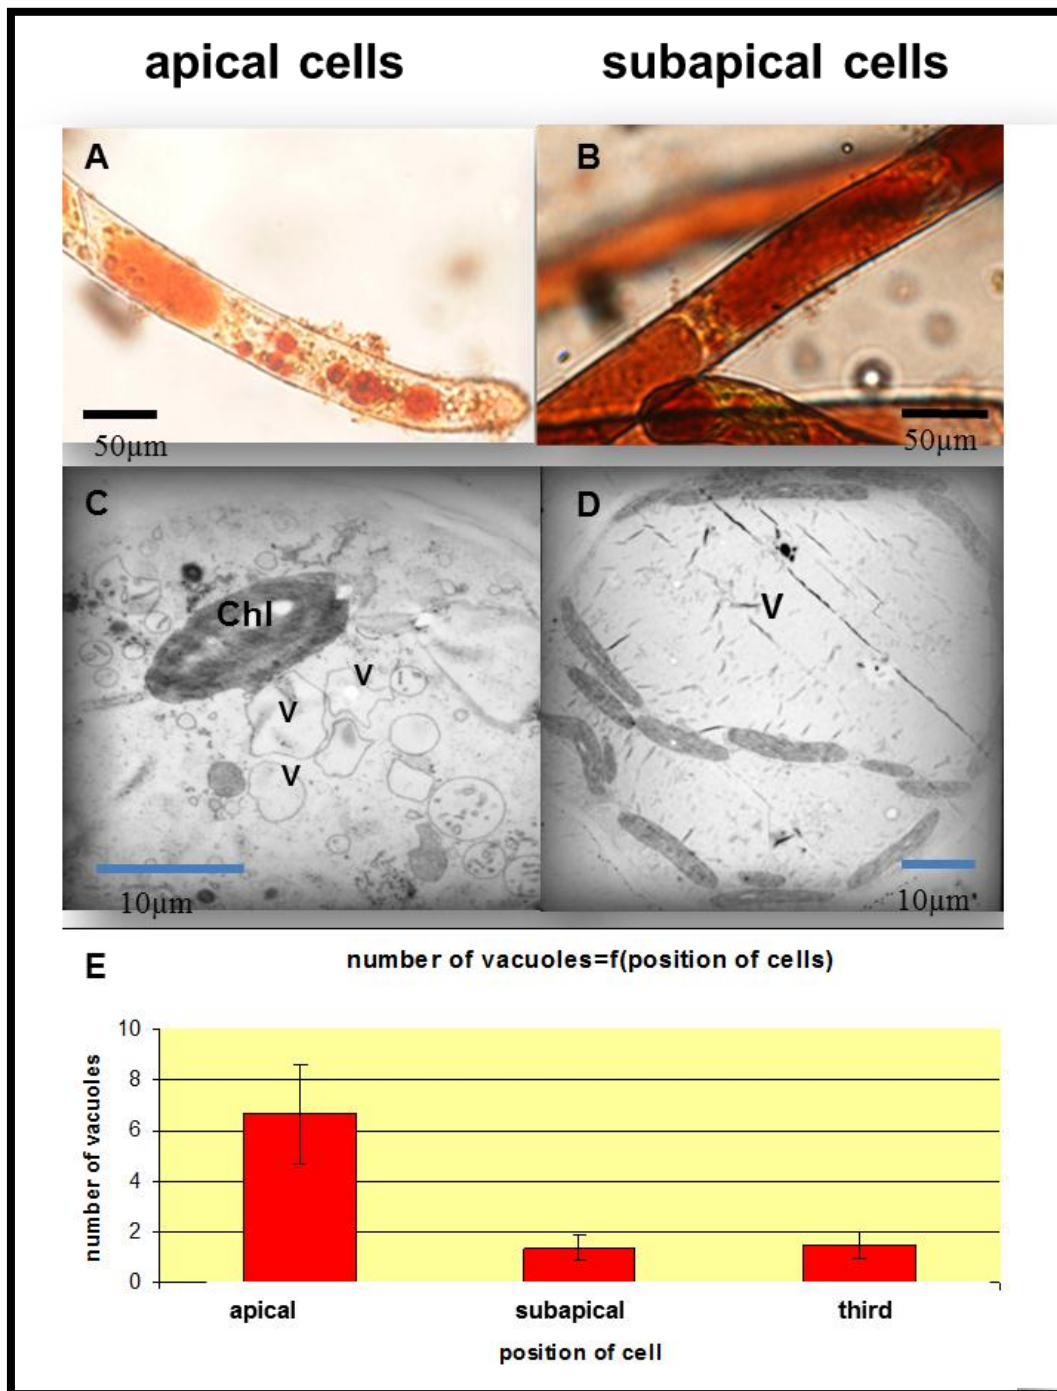 apical cells subapical cells
A B
50µm 50µm
C D
Chl
V
V
V
V
10µm 10µm
E number of vacuoles=f(position of cells)
number of vacuoles
10
8
6
4
2
0
apical subapical third
position of cell